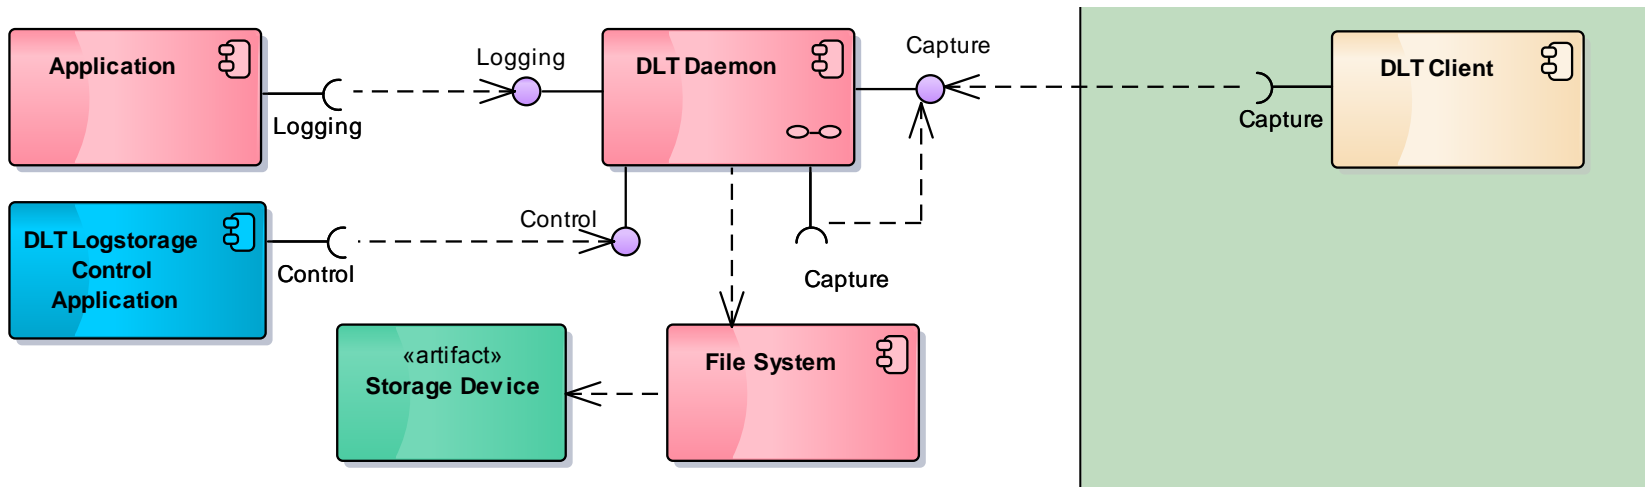 Application
Logging
Logging
DLT Daemon
Capture
Capture
DLT Client
DLT Logstorage
Control
Application
Control
Control
Capture
«artifact»
Storage Device
File System